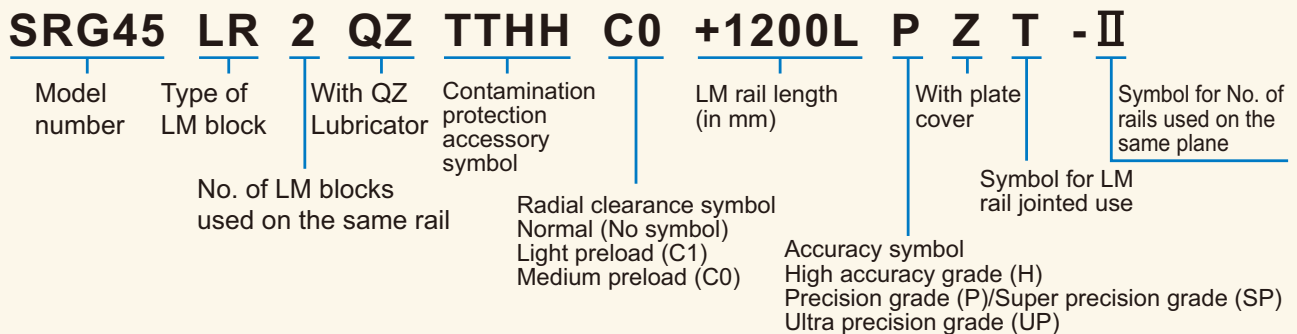 SRG45 LR 2 QZ TTHH C0 +1200L P Z T -Ⅱ
Model
number
Type of
LM block
With QZ
Lubricator
Contamination
protection
accessory
symbol
LM rail length
(in mm)
With plate
cover
Symbol for No. of
rails used on the
same plane
No. of LM blocks
used on the same rail
Symbol for LM
rail jointed use
Radial clearance symbol
Normal (No symbol)
Light preload (C1)
Medium preload (C0)
Accuracy symbol
High accuracy grade (H)
Precision grade (P)/Super precision grade (SP)
Ultra precision grade (UP)